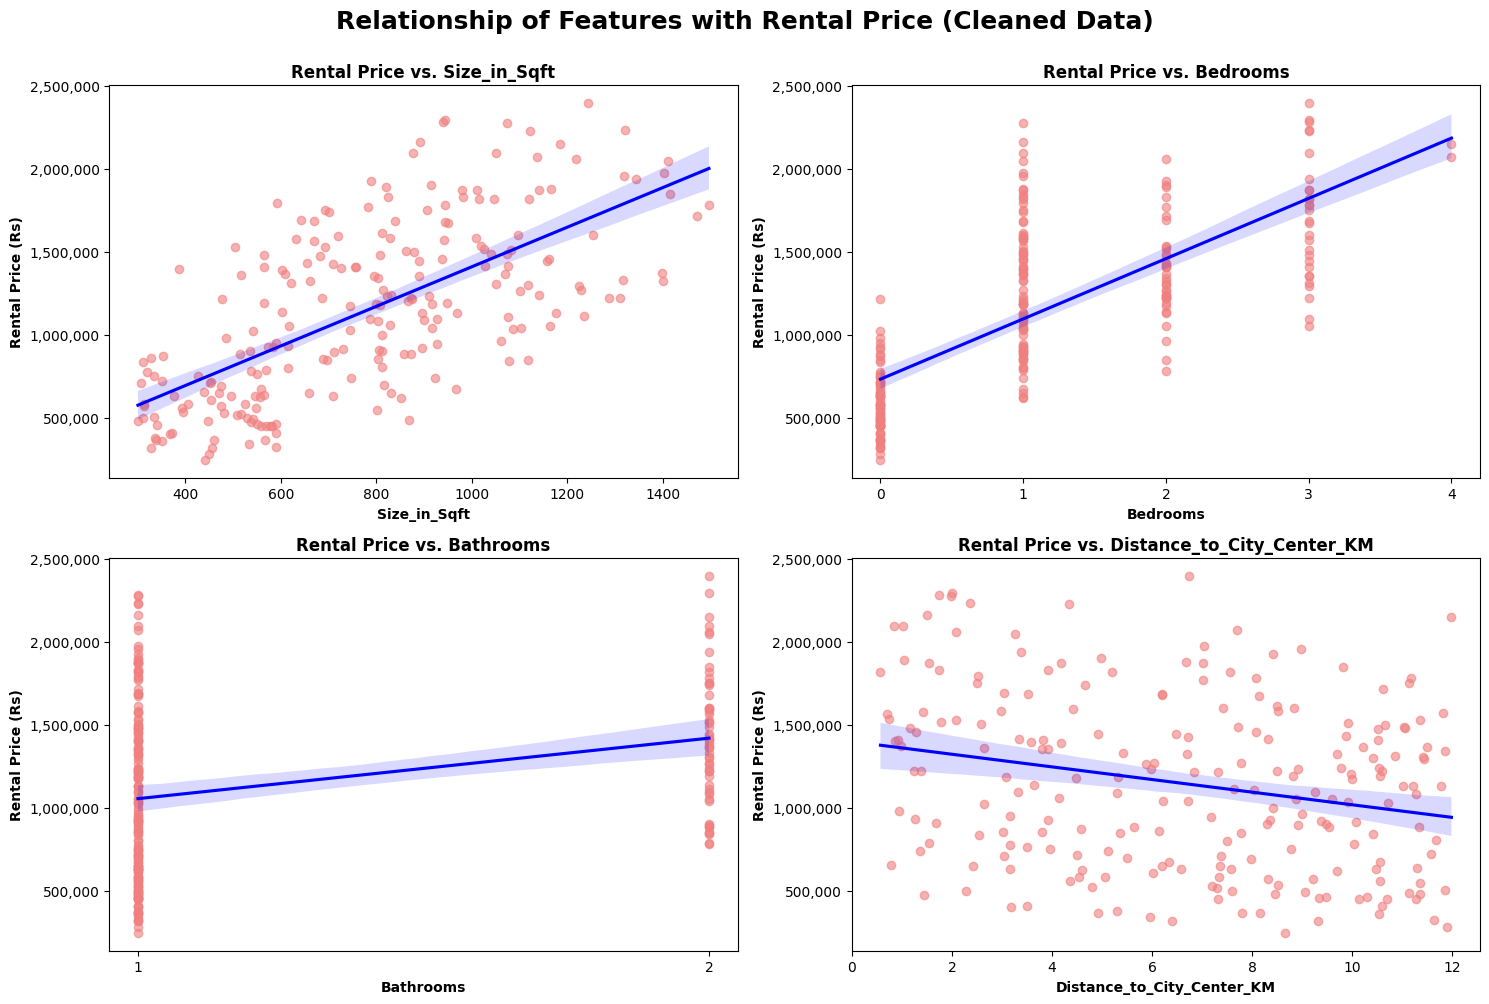 Relationship of Features with Rental Price (Cleaned Data)
Rental Price vs. Size_in_Sqft
Rental Price (Rs)
2,500,000
2,000,000
1,500,000
1,000,000
500,000
400 600 800 1000 1200 1400
Size_in_Sqft
Rental Price vs. Bedrooms
Rental Price (Rs)
2,500,000
2,000,000
1,500,000
1,000,000
500,000
0 1 2 3 4
Bedrooms
Rental Price vs. Bathrooms
Rental Price (Rs)
2,500,000
2,000,000
1,500,000
1,000,000
500,000
1 2
Bathrooms
Rental Price vs. Distance_to_City_Center_KM
Rental Price (Rs)
2,500,000
2,000,000
1,500,000
1,000,000
500,000
0 2 4 6 8 10 12
Distance_to_City_Center_KM